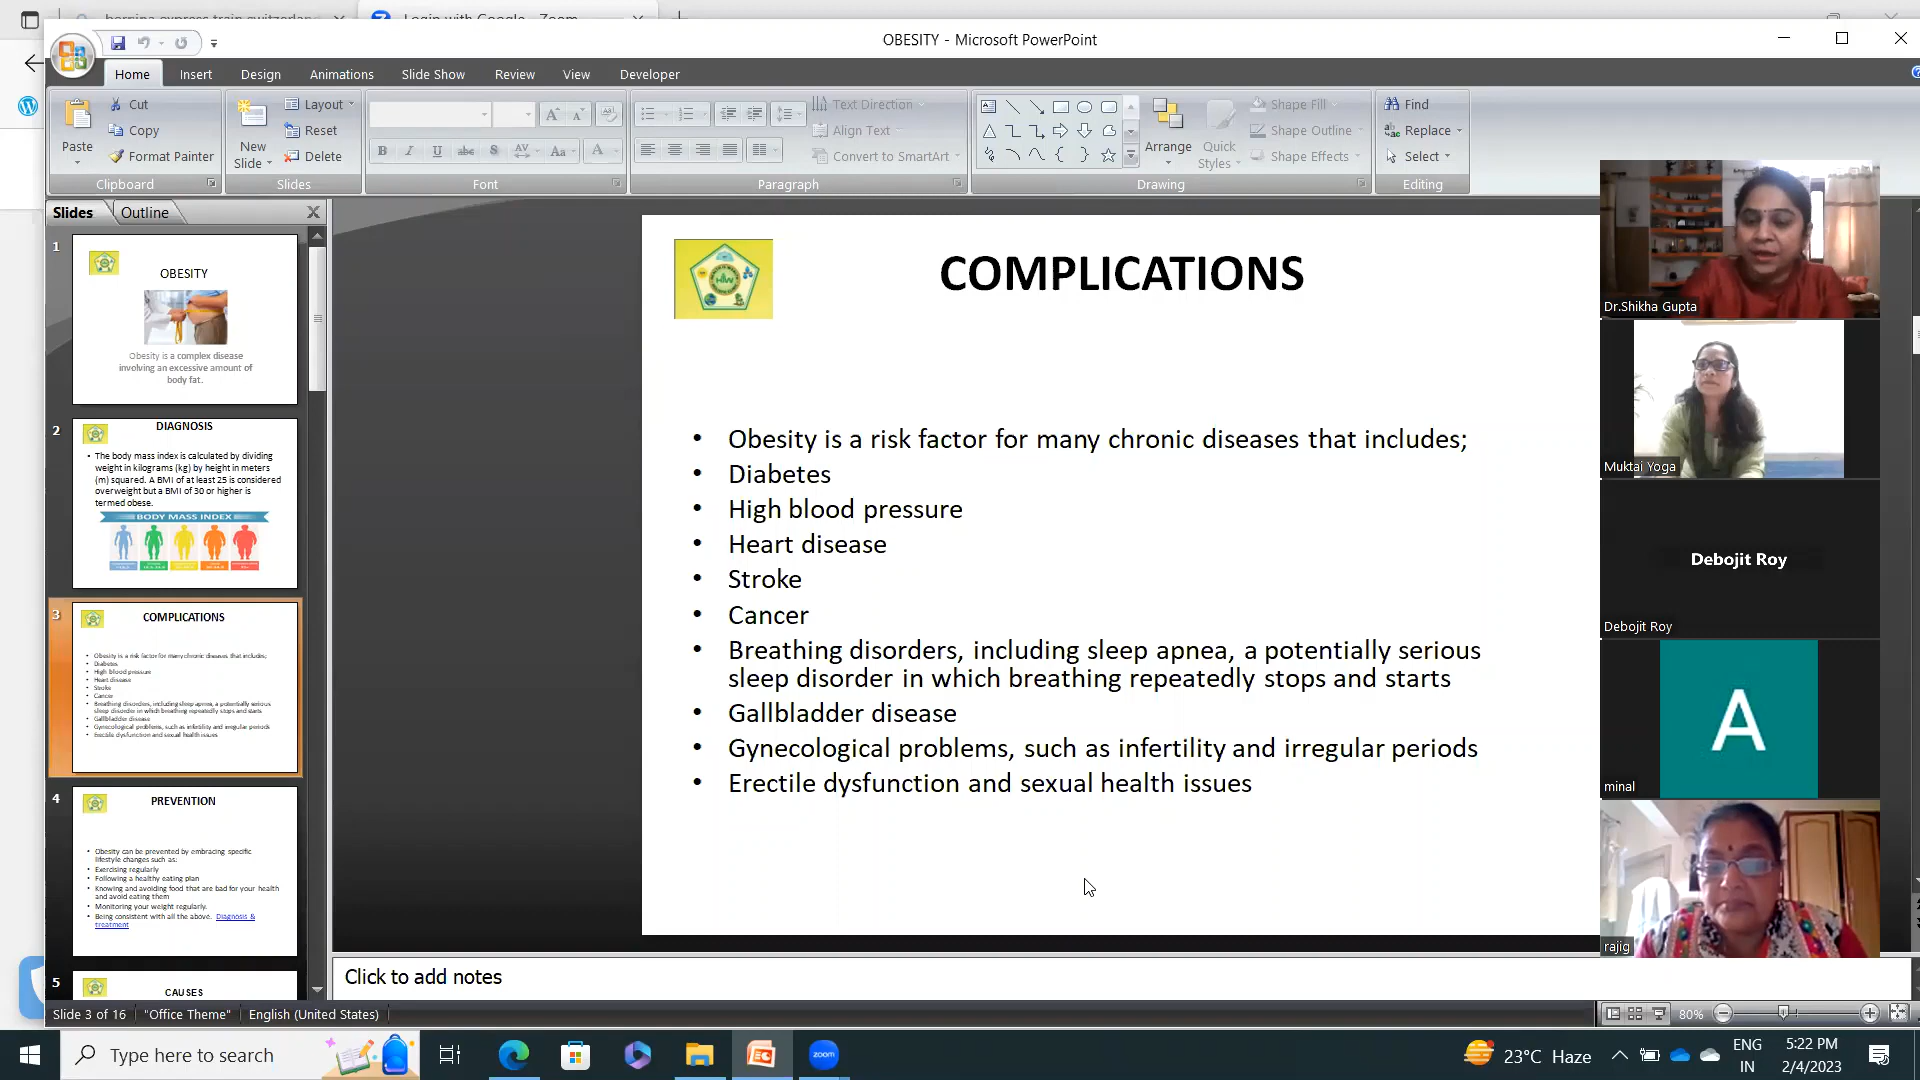 Login with Google - Zoom
OBESITY - Microsoft PowerPoint
Home Insert Design Animations Slide Show Review View Developer
Paste
Cut
Copy
Format Painter
Clipboard
New
Slide
Layout
Reset
Delete
Slides
Font
Text Direction
Align Text
Convert to SmartArt
Paragraph
Arrange
Quick
Styles
Shape Fill
Shape Outline
Shape Effects
Drawing
Find
Replace
Select
Editing
Slides Outline
1
OBESITY
Obesity is a complex disease
involving an excessive amount of
body fat.
2
DIAGNOSIS
• The body mass index is calculated by dividing
weight in kilograms (kg) by height in meters
(m) squared. A BMI of at least 25 is considered
overweight but a BMI of 30 or higher is
termed obese.
BODY MASS INDEX
3
COMPLICATIONS
• Obesity is a risk factor for many chronic diseases that includes;
• Diabetes
• High blood pressure
• Heart disease
• Stroke
• Cancer
• Breathing disorders, including sleep apnea, a potentially serious
sleep disorder in which breathing repeatedly stops and starts
• Gallbladder disease
• Gynecological problems, such as infertility and irregular periods
• Erectile dysfunction and sexual health issues
4
PREVENTION
• Obesity can be prevented by embracing specific
lifestyle changes such as:
• Exercising regularly
• Following a healthy eating plan
• Knowing and avoiding food that are bad for your health
and avoid eating them
• Monitoring your weight regularly.
• Being consistent with all the above. Diagnosis &
treatment
5
CAUSES
COMPLICATIONS
• Obesity is a risk factor for many chronic diseases that includes;
• Diabetes
• High blood pressure
• Heart disease
• Stroke
• Cancer
• Breathing disorders, including sleep apnea, a potentially serious
sleep disorder in which breathing repeatedly stops and starts
• Gallbladder disease
• Gynecological problems, such as infertility and irregular periods
• Erectile dysfunction and sexual health issues
Dr.Shikha Gupta
Muktai Yoga
Debojit Roy
Debojit Roy
A
minal
rajig
Click to add notes
Slide 3 of 16 "Office Theme" English (United States)
80%
Type here to search
zoom
23°C Haze
ENG
IN
5:22 PM
2/4/2023